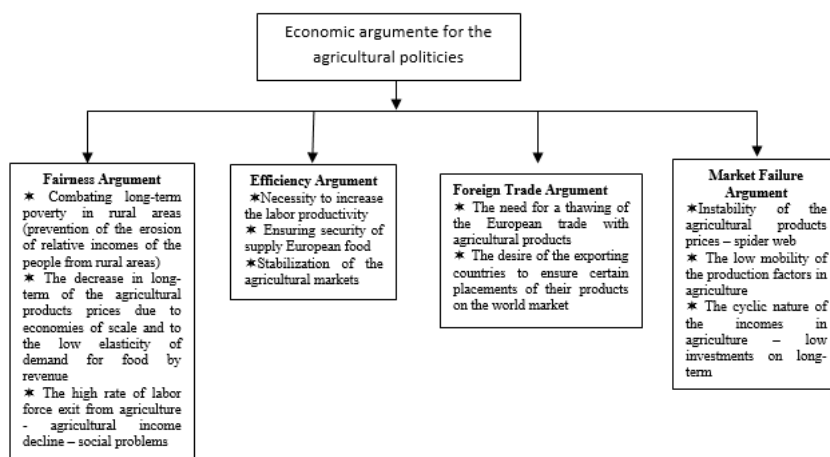 Economic argumente for the
agricultural politicies
Fairness Argument
✶ Combating long-term
poverty in rural areas
(prevention of the erosion
of relative incomes of the
people from rural areas)
✶ The decrease in long-
term of the agricultural
products prices due to
economies of scale and to
the low elasticity of
demand for food by
revenue
✶ The high rate of labor
force exit from agriculture
- agricultural income
decline – social problems
Efficiency Argument
✶Necessity to increase
the labor productivity
✶ Ensuring security of
supply European food
✶Stabilization of the
agricultural markets
Foreign Trade Argument
✶ The need for a thawing of
the European trade with
agricultural products
✶ The desire of the exporting
countries to ensure certain
placements of their products
on the world market
Market Failure
Argument
✶Instability of the
agricultural products
prices – spider web
✶ The low mobility of
the production factors in
agriculture
✶ The cyclic nature of
the incomes in
agriculture – low
investments on long-
term